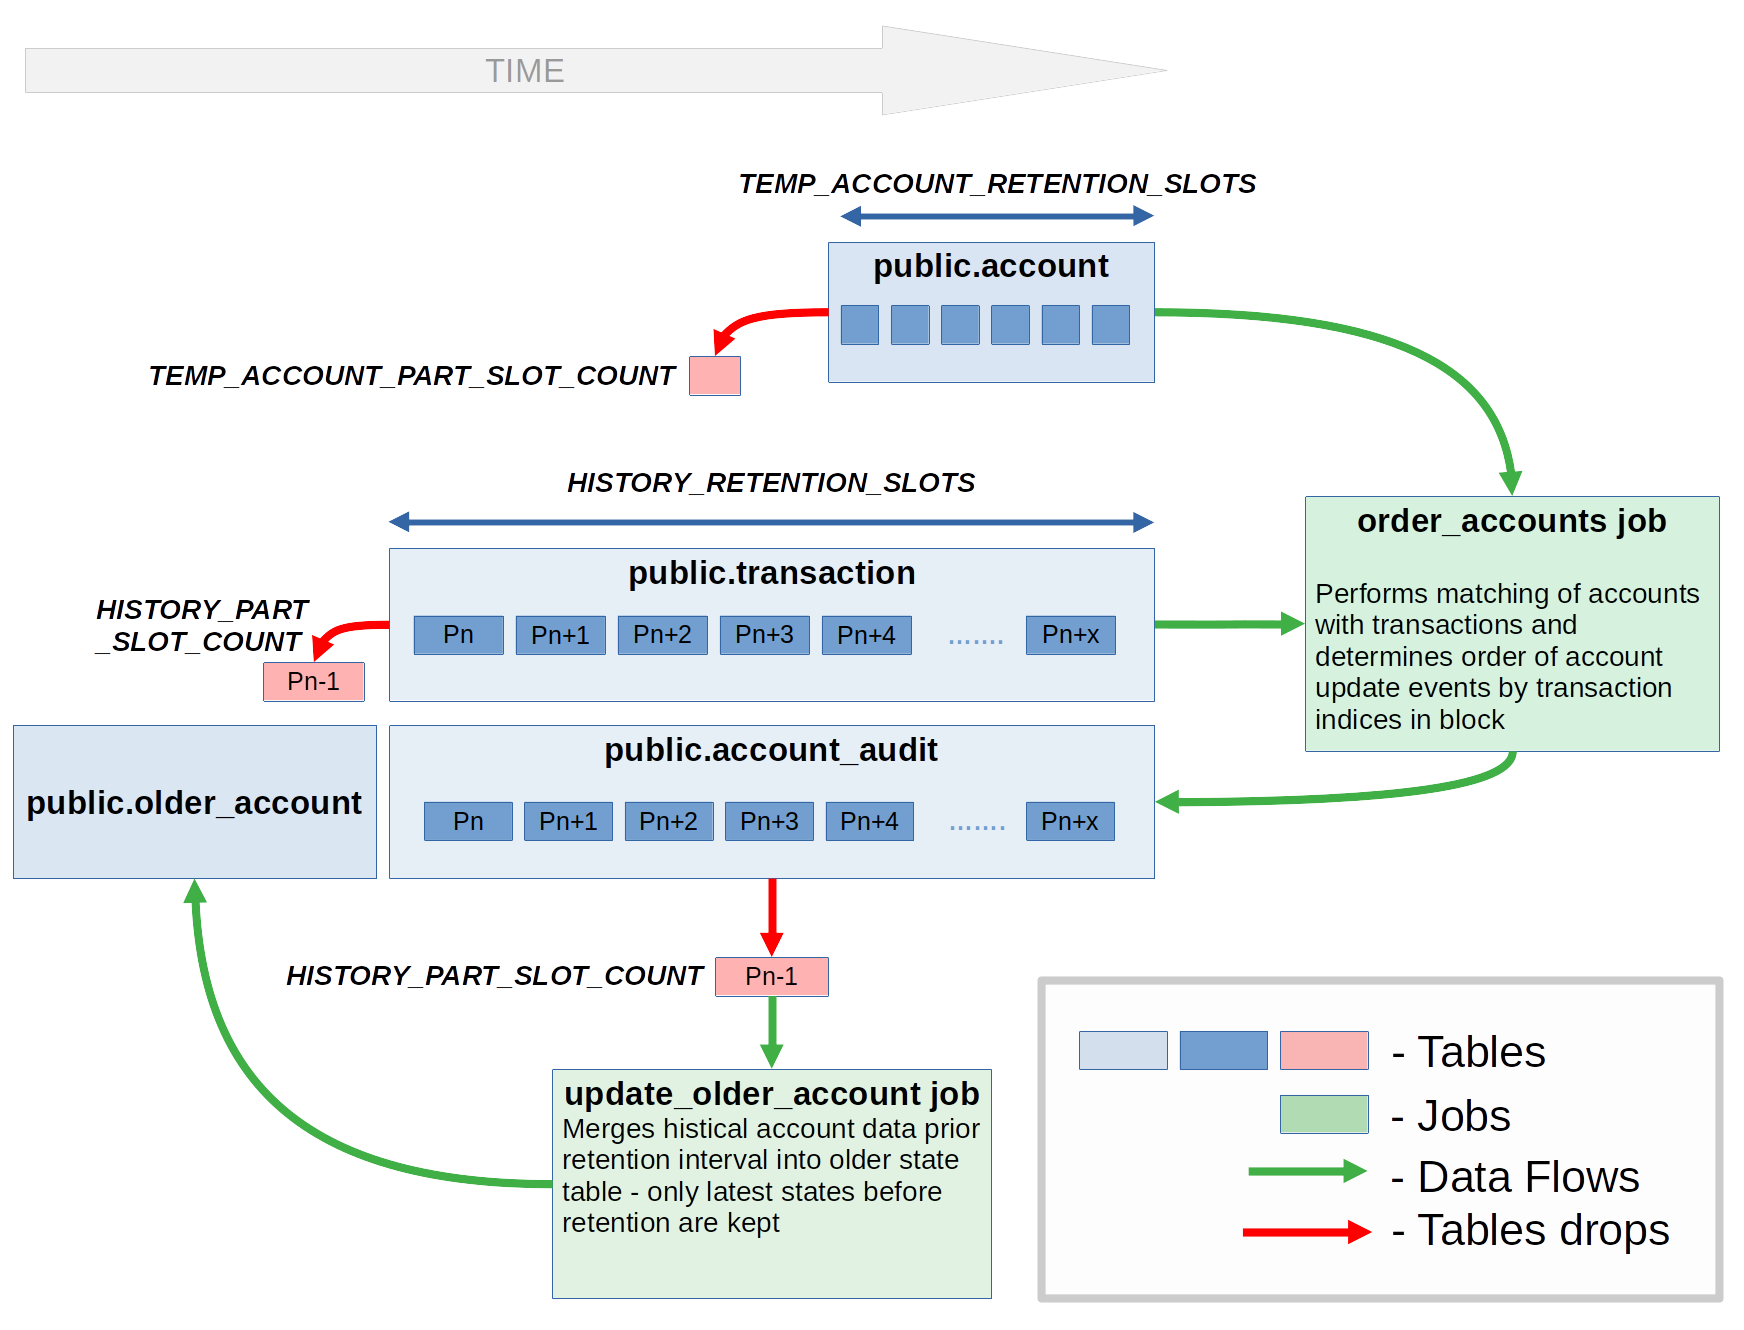 TIME
TEMP_ACCOUNT_RETENTION_SLOTS
public.account
TEMP_ACCOUNT_PART_SLOT_COUNT
HISTORY_RETENTION_SLOTS
public.transaction
HISTORY_PART
_SLOT_COUNT
Pn Pn+1 Pn+2 Pn+3 Pn+4 ....... Pn+x
Pn-1
order_accounts job
Performs matching of accounts
with transactions and
determines order of account
update events by transaction
indices in block
public.older_account
public.account_audit
Pn Pn+1 Pn+2 Pn+3 Pn+4 ....... Pn+x
HISTORY_PART_SLOT_COUNT
Pn-1
update_older_account job
Merges histical account data prior
retention interval into older state
table - only latest states before
retention are kept
- Tables
- Jobs
- Data Flows
- Tables drops